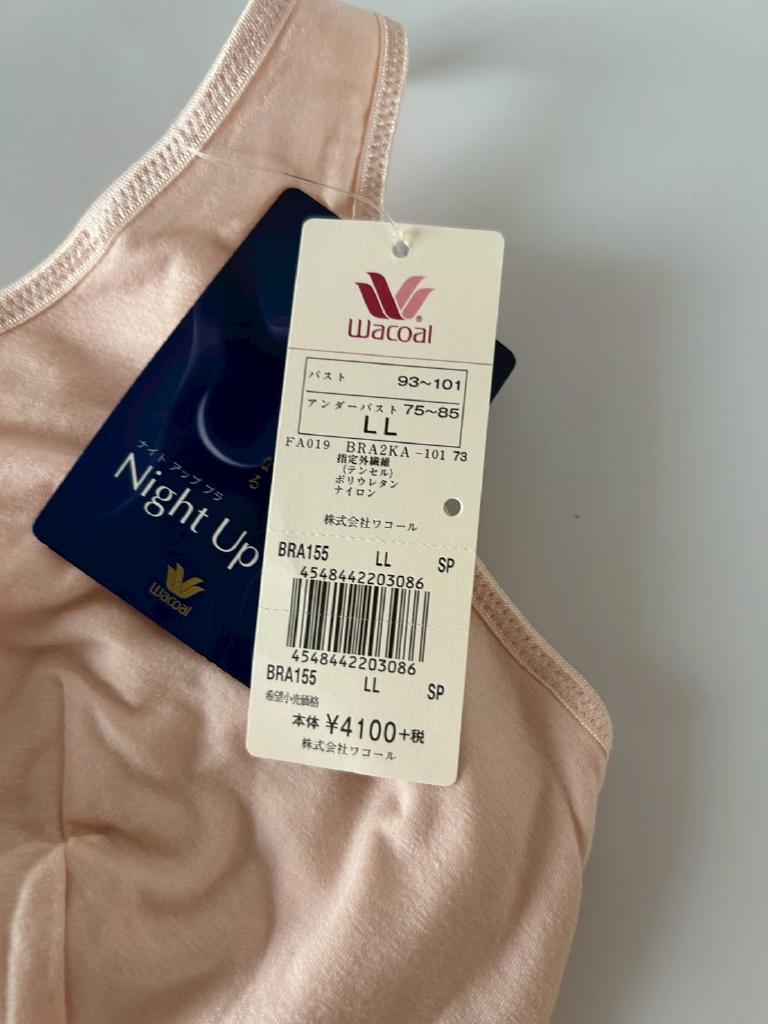 Wacoal
バスト 93~101
アンダーバスト 75~85
LL
FA019 BRA2KA-101 73
指定外繊維
(テンセル)
ポリウレタン
ナイロン
株式会社ワコール
BRA155 LL SP
4548442203086
4548442203086
BRA155 LL SP
希望小売価格
本体 ¥4100+税
株式会社ワコール
なる
ナイト アップ ブラ
Night Up
Wacoal